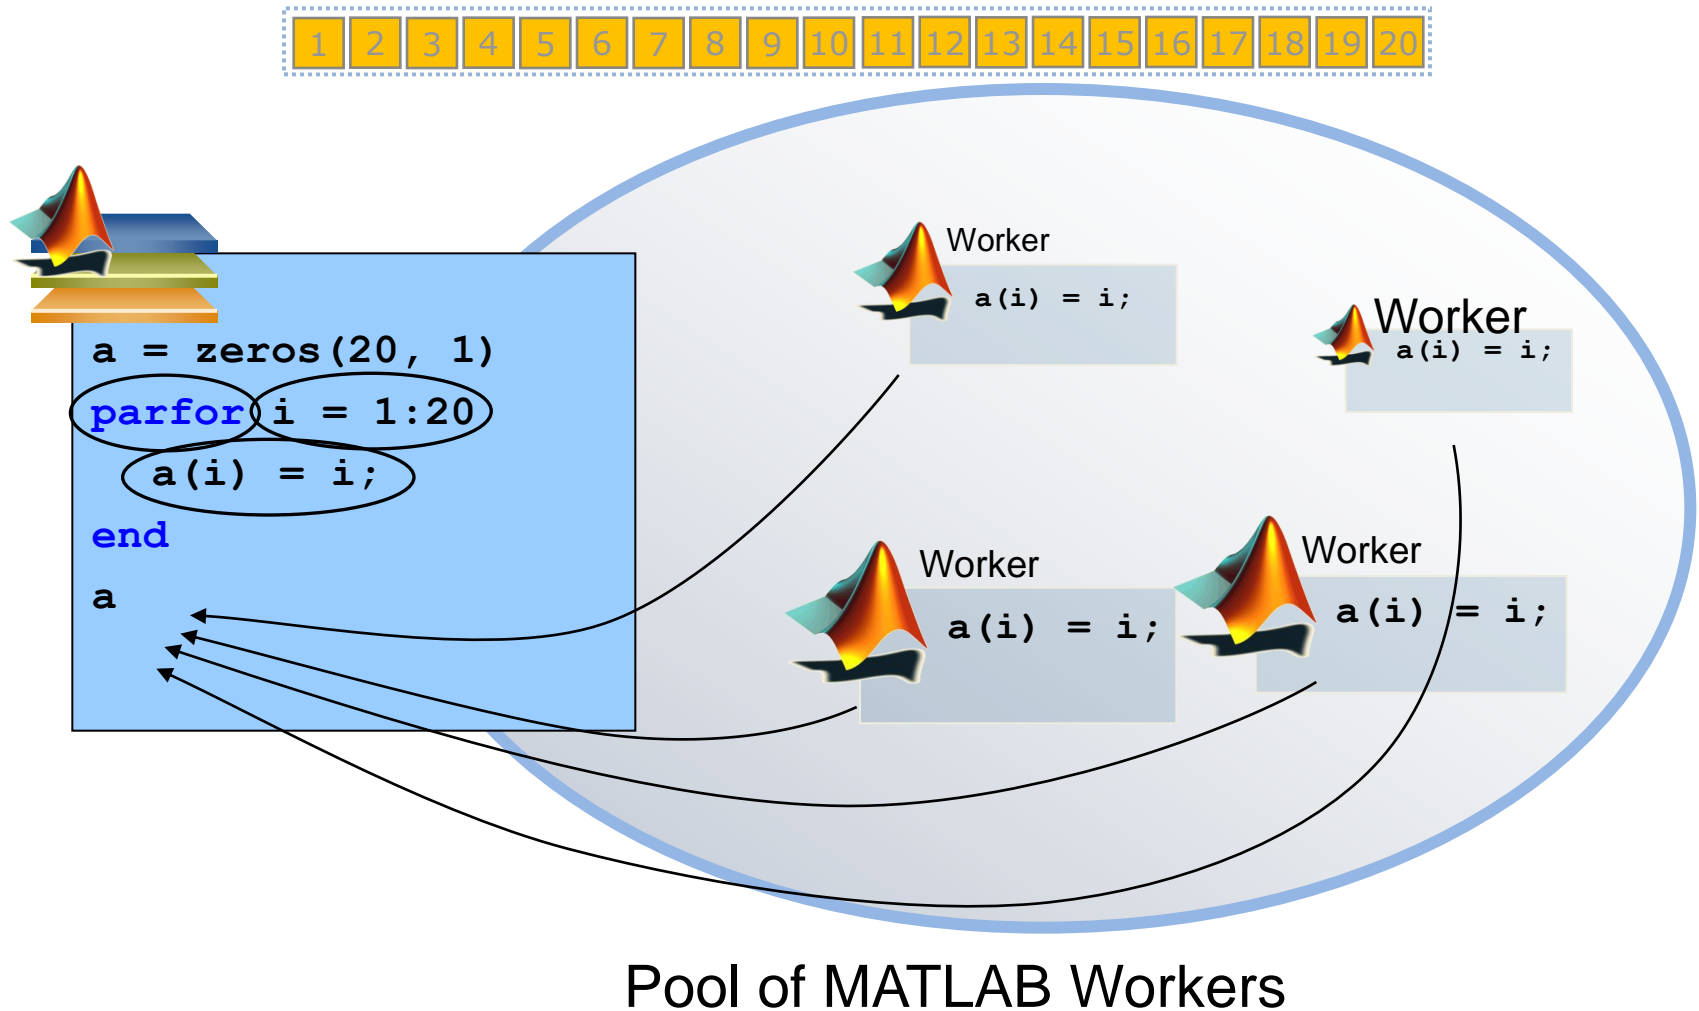 1 2 3 4 5 6 7 8 9 10 11 12 13 14 15 16 17 18 19 20
a = zeros(20, 1)
parfor i = 1:20
a(i) = i;
end
a
Worker
a(i) = i;
Worker
a(i) = i;
Worker
a(i) = i;
Worker
a(i) = i;
Pool of MATLAB Workers